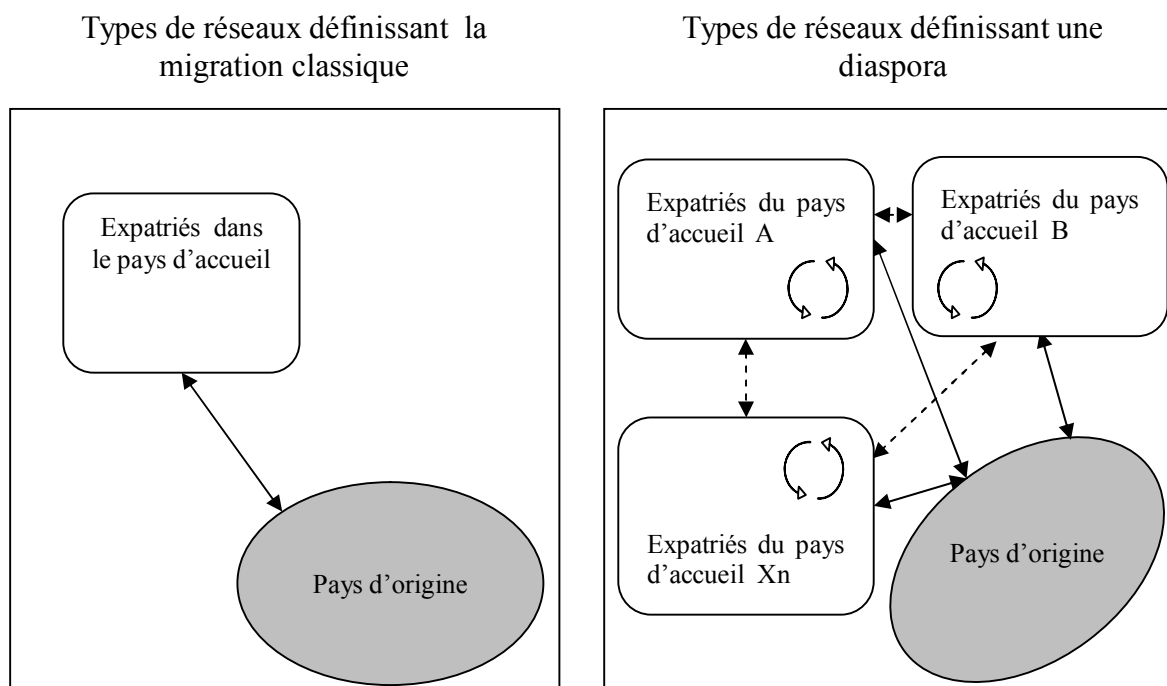 Types de réseaux définissant la
migration classique
Expatriés dans
le pays d’accueil
Pays d’origine
Types de réseaux définissant une
diaspora
Expatriés du pays
d’accueil A
Expatriés du pays
d’accueil B
Expatriés du pays
d’accueil Xn
Pays d’origine